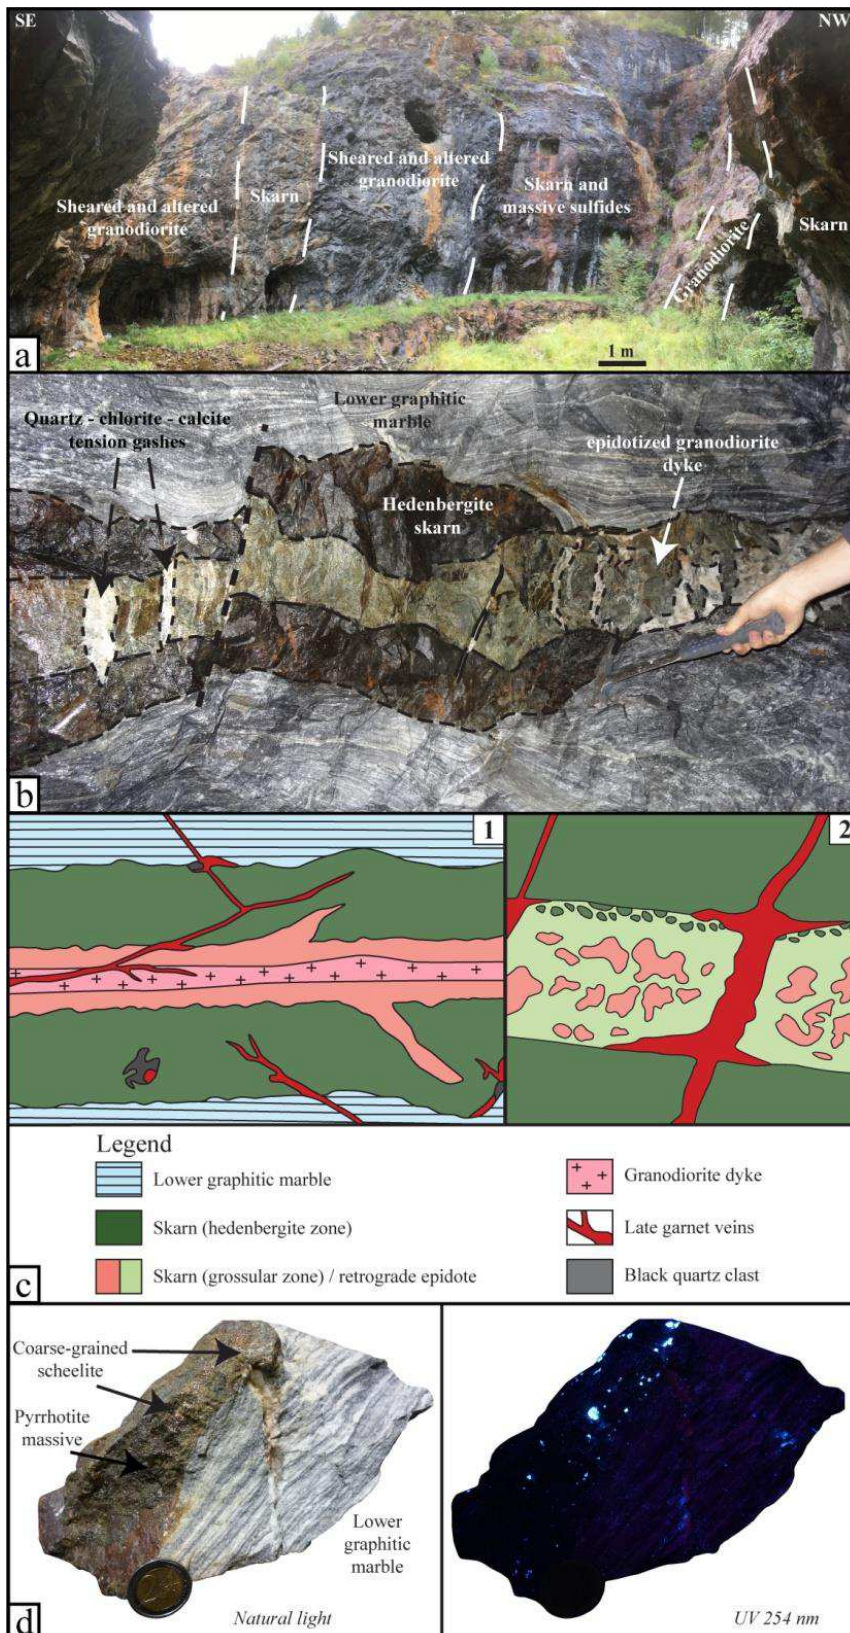 SE
NW
Sheared and altered
granodiorite
Skarn
Sheared and altered
granodiorite
Skarn and
massive sulfides
Granodiorite
Skarn
1 m
a
Quartz - chlorite - calcite
tension gashes
Lower graphitic
marble
epidotized granodiorite
dyke
Hedenbergite
skarn
b
1
2
Legend
Lower graphitic marble
Skarn (hedenbergite zone)
Skarn (grossular zone) / retrograde epidote
Granodiorite dyke
Late garnet veins
Black quartz clast
c
Coarse-grained
scheelite
Pyrrhotite
massive
Lower
graphitic
marble
Natural light
UV 254 nm
d